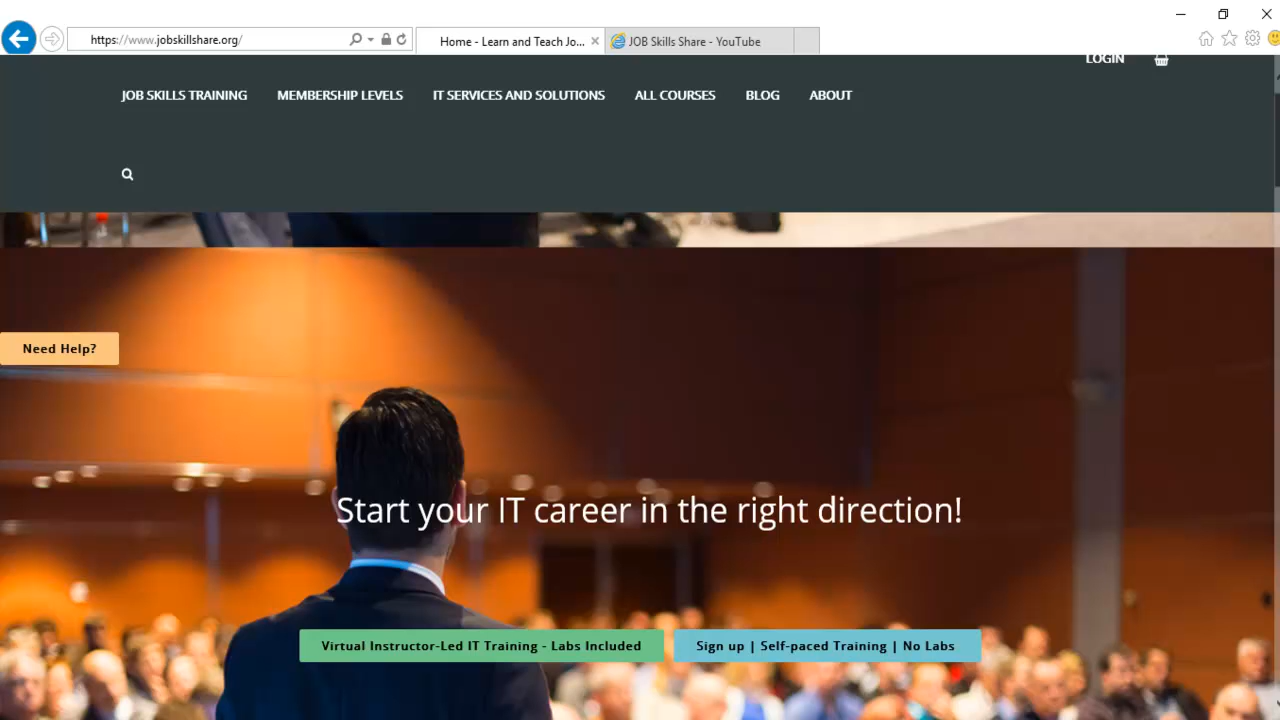 https://www.jobskillshare.org/
Home - Learn and Teach Jo...
JOB Skills Share - YouTube
LOGIN
JOB SKILLS TRAINING MEMBERSHIP LEVELS IT SERVICES AND SOLUTIONS ALL COURSES BLOG ABOUT
Need Help?
Start your IT career in the right direction!
Virtual Instructor-Led IT Training - Labs Included
Sign up | Self-paced Training | No Labs